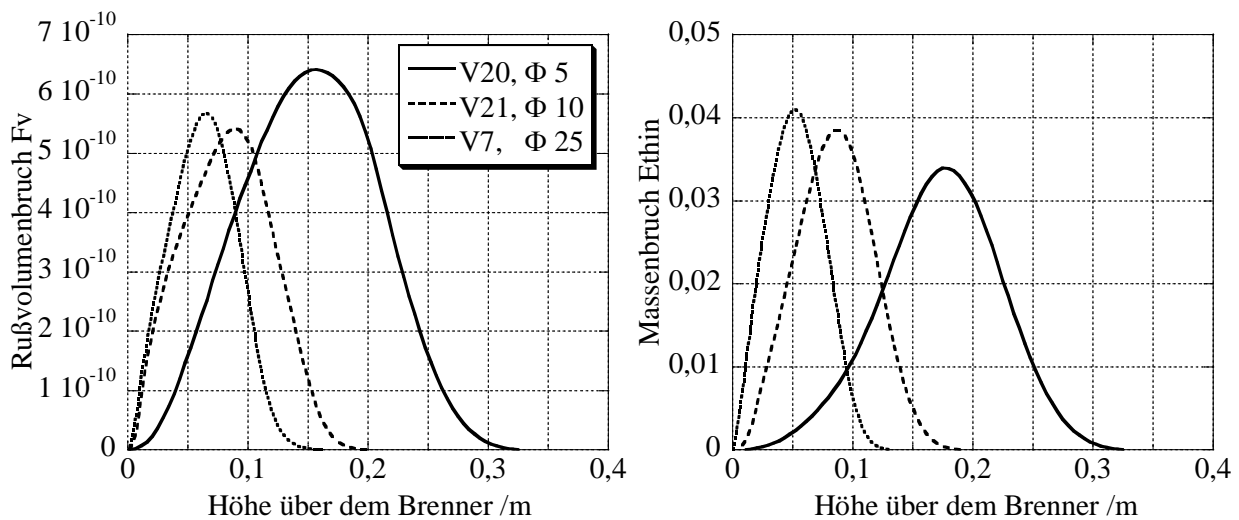 Rußvolumenbruch Fv
7 10-10
6 10-10
5 10-10
4 10-10
3 10-10
2 10-10
1 10-10
0
0 0,1 0,2 0,3 0,4
Höhe über dem Brenner /m
V20, Φ 5
V21, Φ 10
V7, Φ 25
Massenbruch Ethin
0,05
0,04
0,03
0,02
0,01
0
0 0,1 0,2 0,3 0,4
Höhe über dem Brenner /m